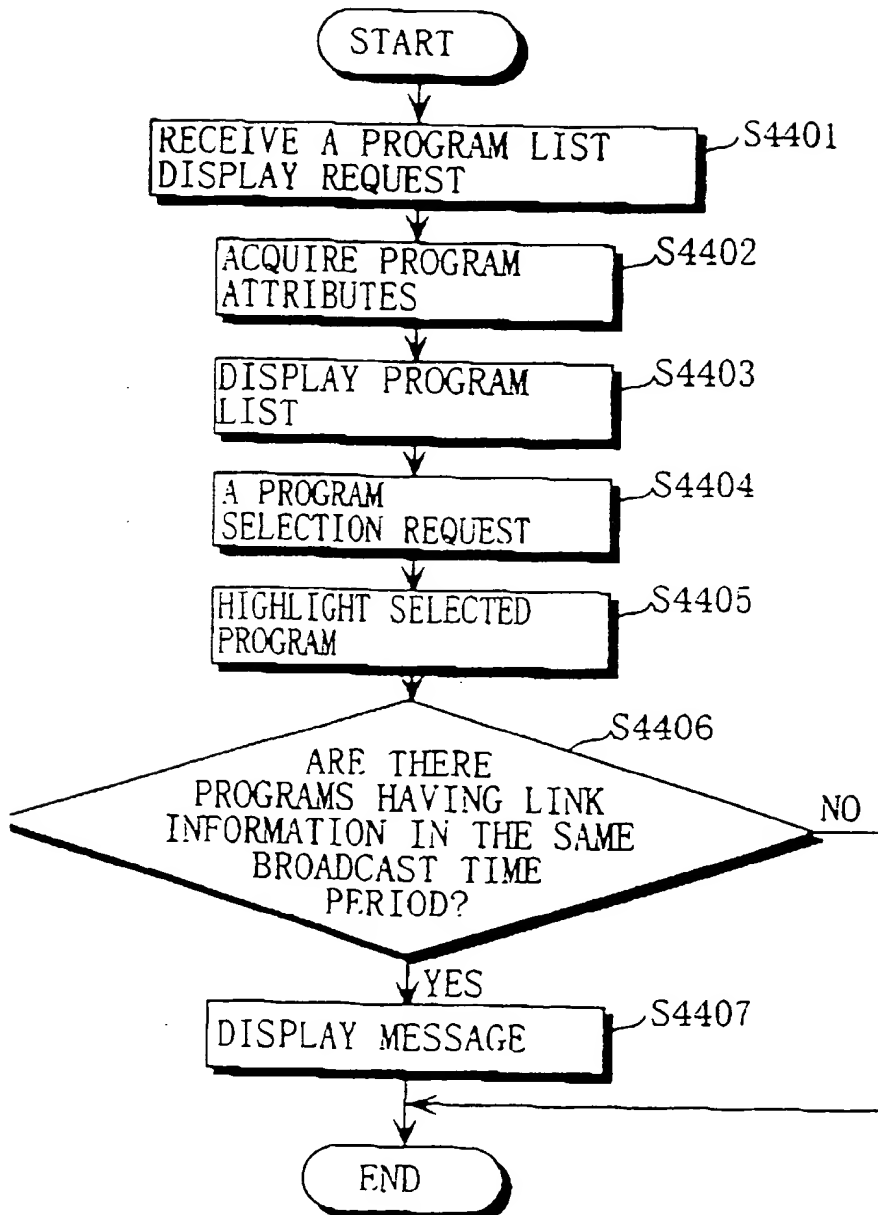 START
RECEIVE A PROGRAM LIST
DISPLAY REQUEST
S4401
ACQUIRE PROGRAM
ATTRIBUTES
S4402
DISPLAY PROGRAM
LIST
S4403
A PROGRAM
SELECTION REQUEST
S4404
HIGHLIGHT SELECTED
PROGRAM
S4405
S4406
ARE THERE
PROGRAMS HAVING LINK
INFORMATION IN THE SAME
BROADCAST TIME
PERIOD?
NO
YES
DISPLAY MESSAGE
S4407
END